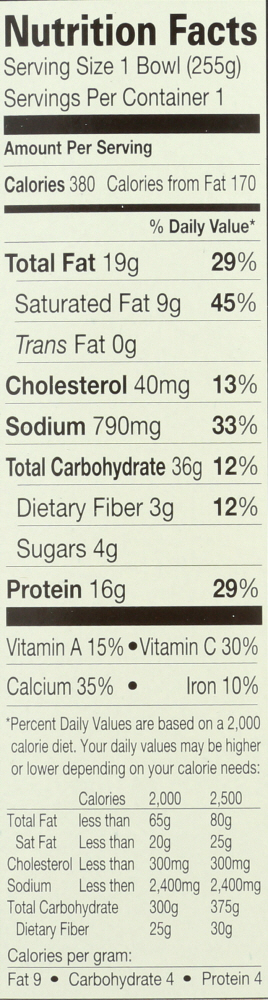 Nutrition Facts
Serving Size 1 Bowl (255g)
Servings Per Container 1
Amount Per Serving
Calories 380 Calories from Fat 170
% Daily Value*
Total Fat 19g 29%
Saturated Fat 9g 45%
Trans Fat 0g
Cholesterol 40mg 13%
Sodium 790mg 33%
Total Carbohydrate 36g 12%
Dietary Fiber 3g 12%
Sugars 4g
Protein 16g 29%
Vitamin A 15% • Vitamin C 30%
Calcium 35% • Iron 10%
*Percent Daily Values are based on a 2,000
calorie diet. Your daily values may be higher
or lower depending on your calorie needs:
Calories 2,000 2,500
Total Fat less than 65g 80g
Sat Fat Less than 20g 25g
Cholesterol Less than 300mg 300mg
Sodium Less then 2,400mg 2,400mg
Total Carbohydrate 300g 375g
Dietary Fiber 25g 30g
Calories per gram:
Fat 9 • Carbohydrate 4 • Protein 4